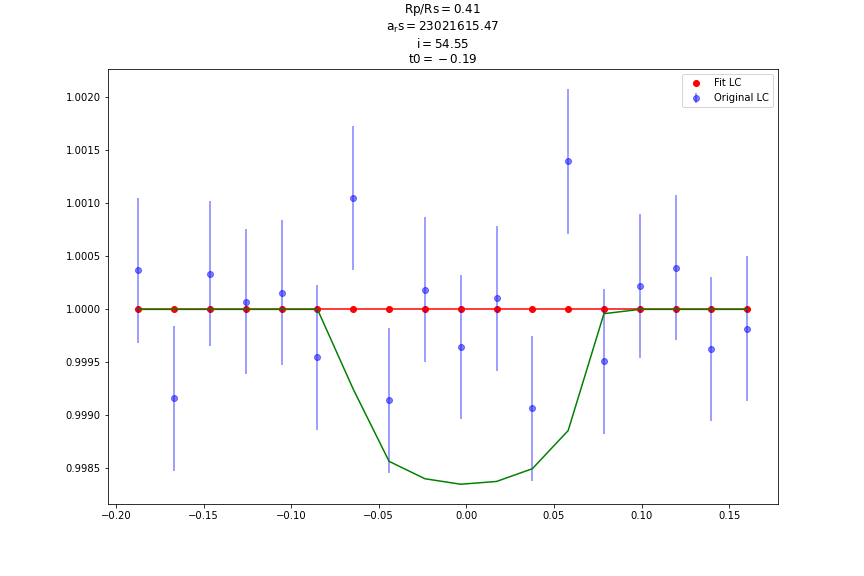 Rp/Rs = 0.41
aᵣs = 23021615.47
i = 54.55
t0 = −0.19
Fit LC
Original LC
1.0020
1.0015
1.0010
1.0005
1.0000
0.9995
0.9990
0.9985
−0.20 −0.15 −0.10 −0.05 0.00 0.05 0.10 0.15